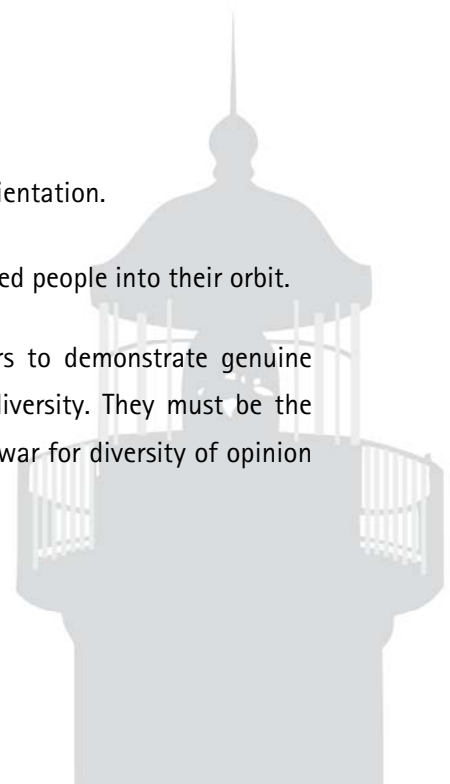 ientation.
ed people into their orbit.
rs to demonstrate genuine
diversity. They must be the
war for diversity of opinion